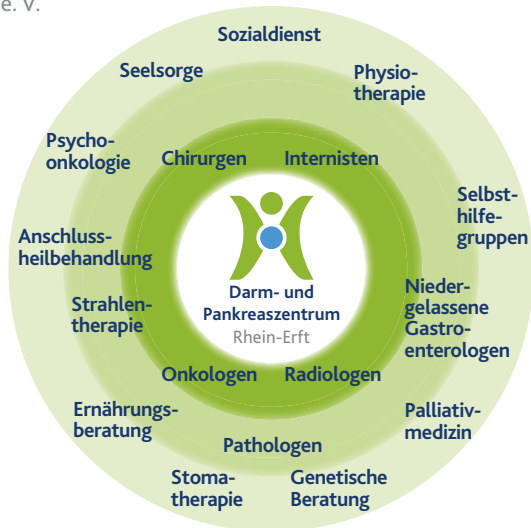 e. V.
Sozialdienst
Seelsorge
Physio-
therapie
Psycho-
onkologie
Chirurgen
Internisten
Selbst-
hilfe-
gruppen
Anschluss-
heilbehandlung
Darm- und
Pankreaszentrum
Rhein-Erft
Strahlen-
therapie
Nieder-
gelassene
Gastro-
enterologen
Onkologen
Radiologen
Ernährungs-
beratung
Palliativ-
medizin
Pathologen
Stoma-
therapie
Genetische
Beratung